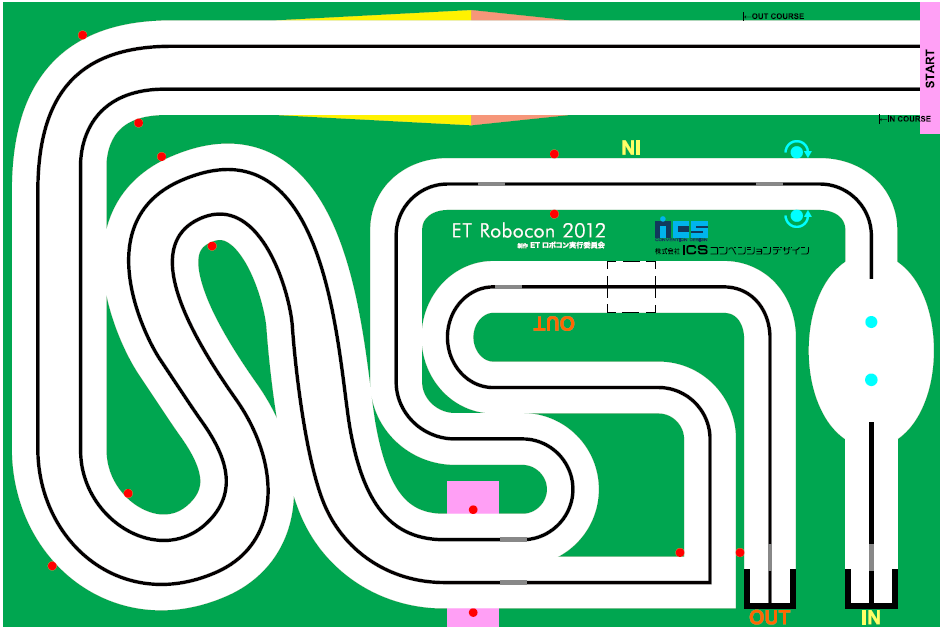 OUT COURSE
START
IN COURSE
IN
ET Robocon 2012
制作 ET ロボコン実行委員会
ICS
CONVENTION DESIGN
株式会社 ICS コンベンションデザイン
OUT
OUT
IN